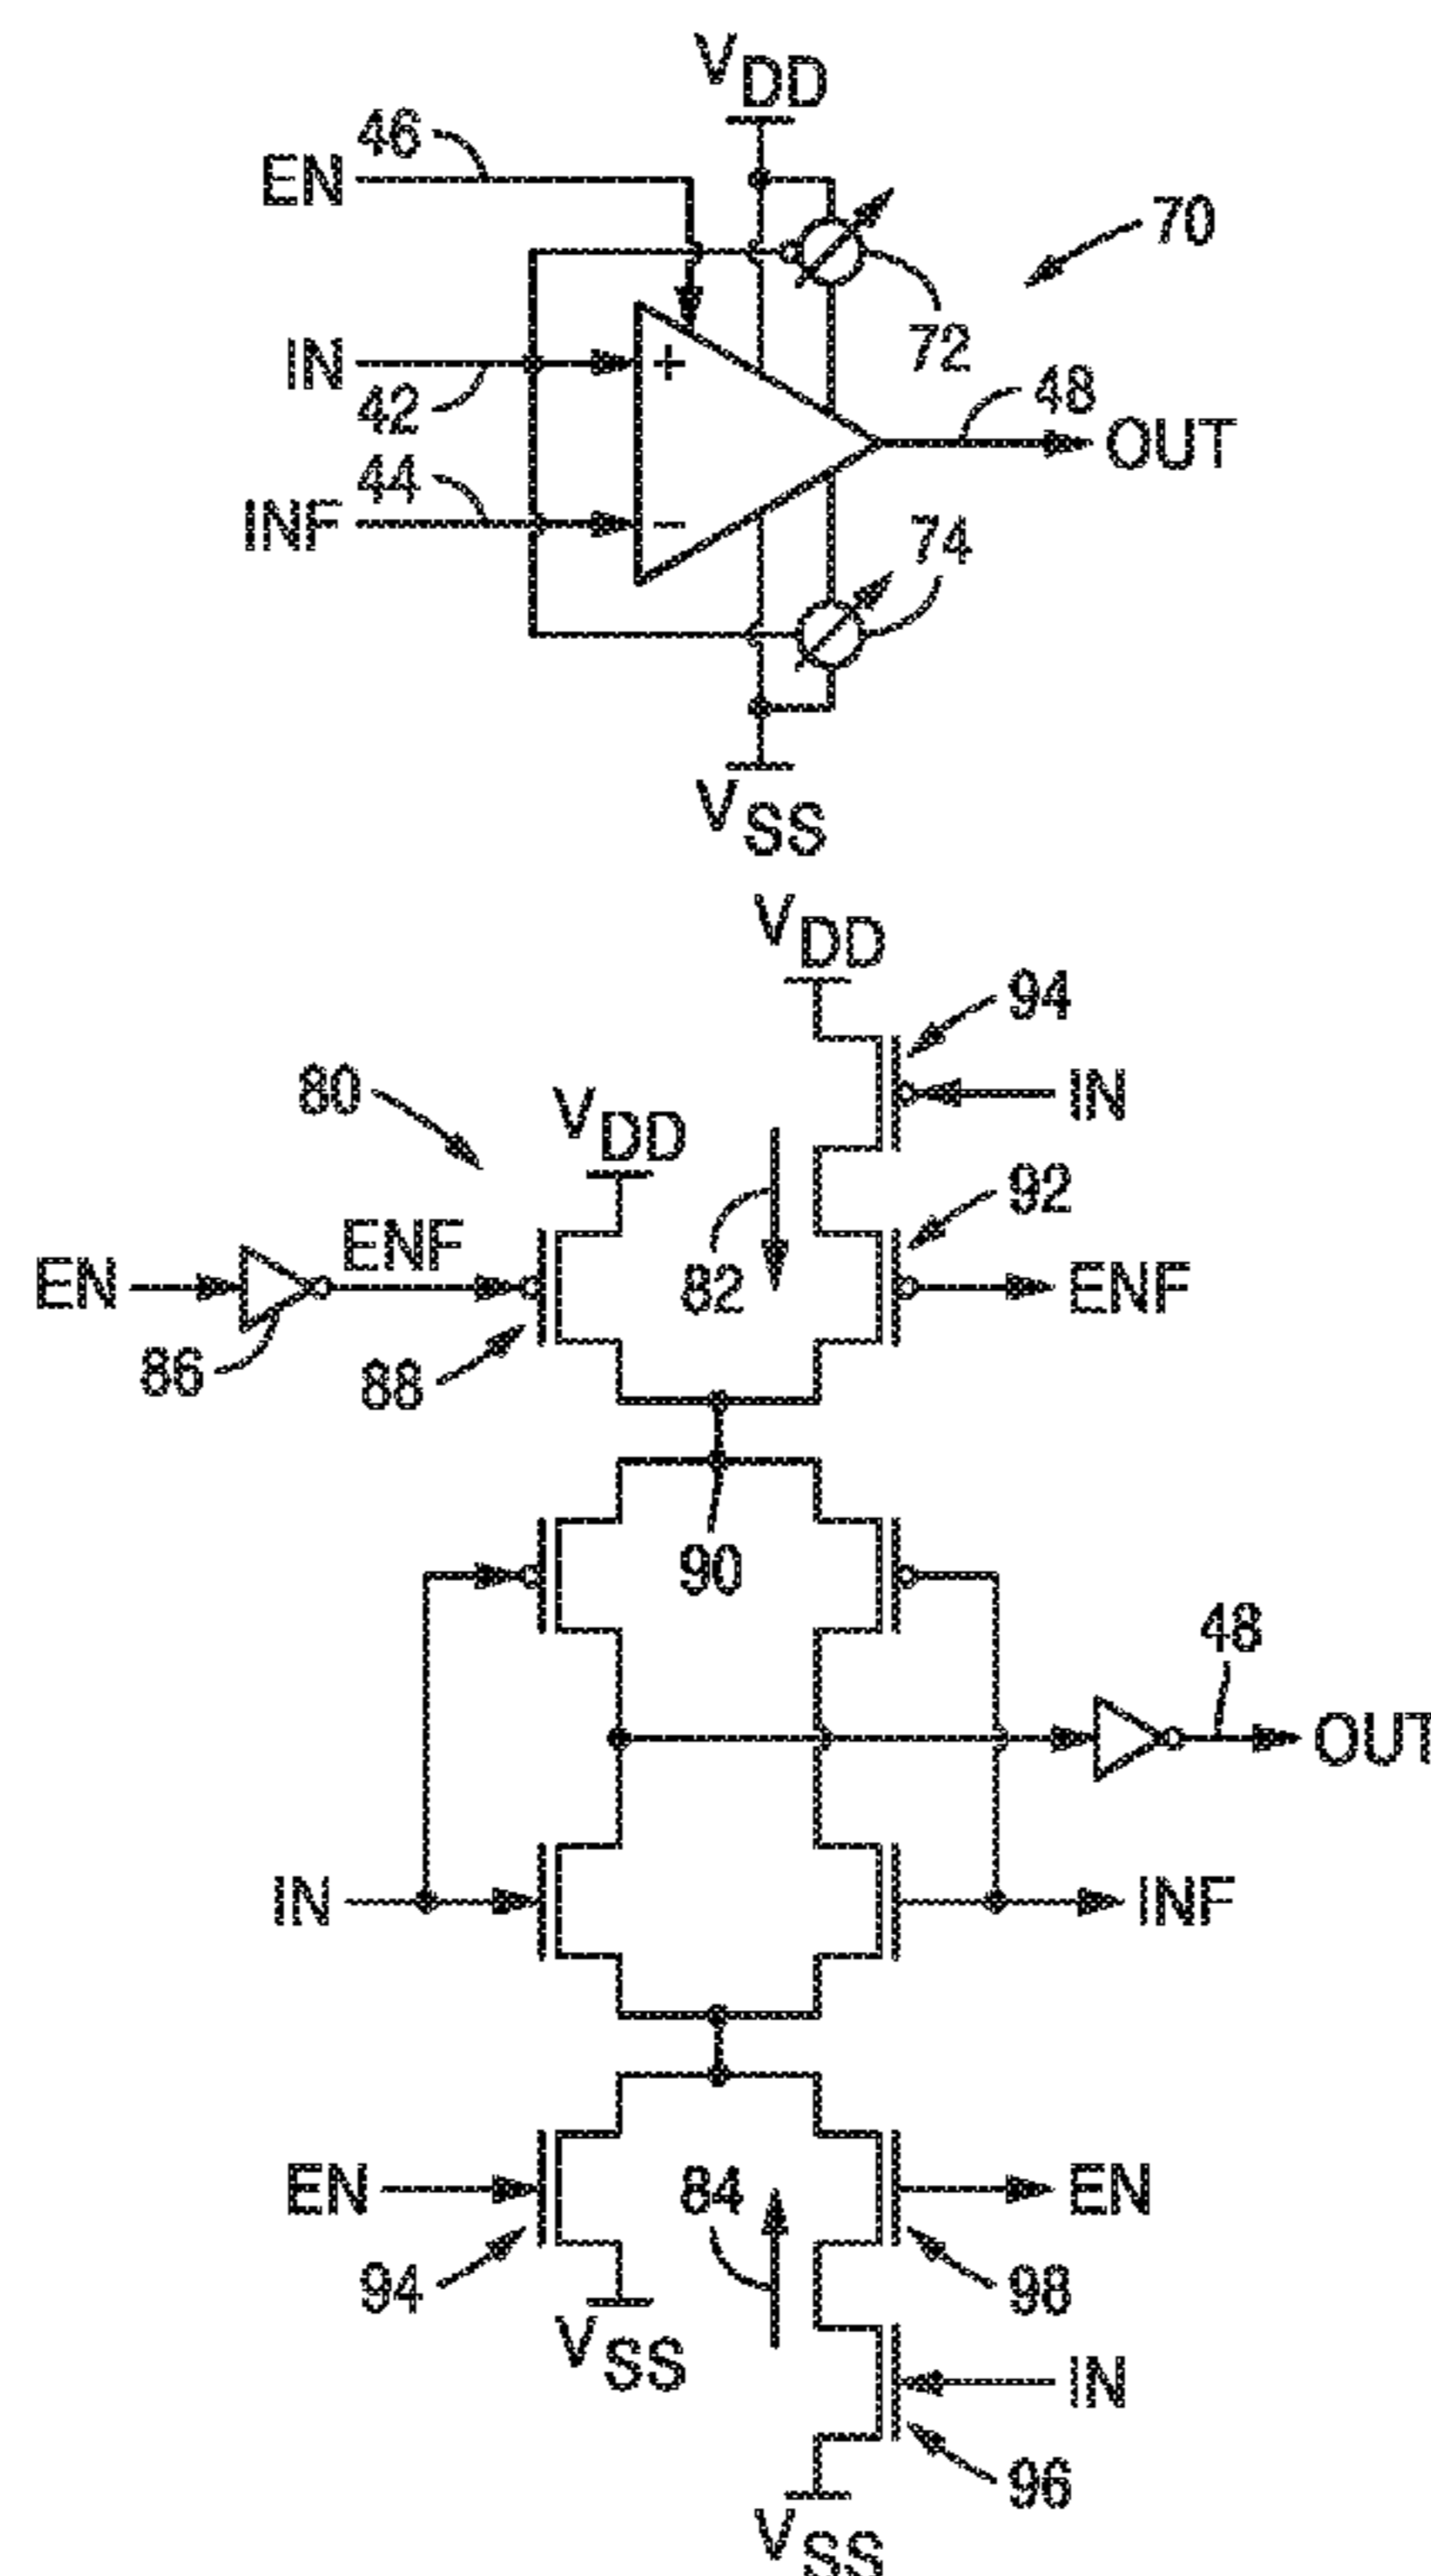 VDD
46
EN
70
IN
72
42
48
OUT
44
INF
74
+
-
VSS
VDD
94
IN
80
VDD
92
EN
ENF
82
ENF
86
88
90
48
OUT
IN
INF
EN
84
EN
94
98
VSS
IN
96
VSS